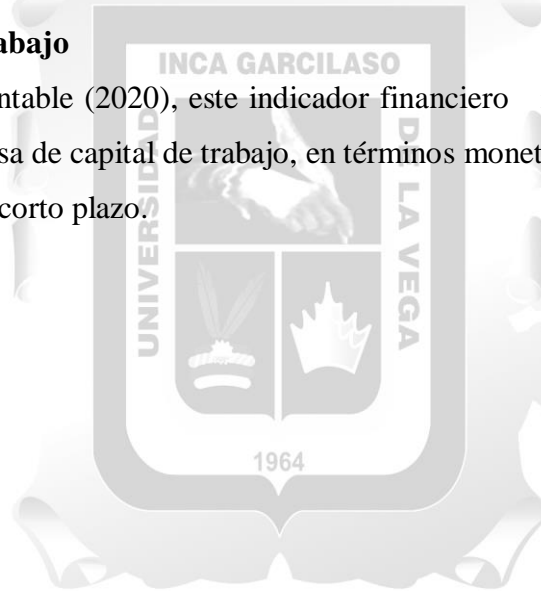 abajo
INCA GARCILASO
ntable (2020), este indicador financiero
sa de capital de trabajo, en términos monet
corto plazo.
UNIVERSIDAD
DE LA VEGA
1964